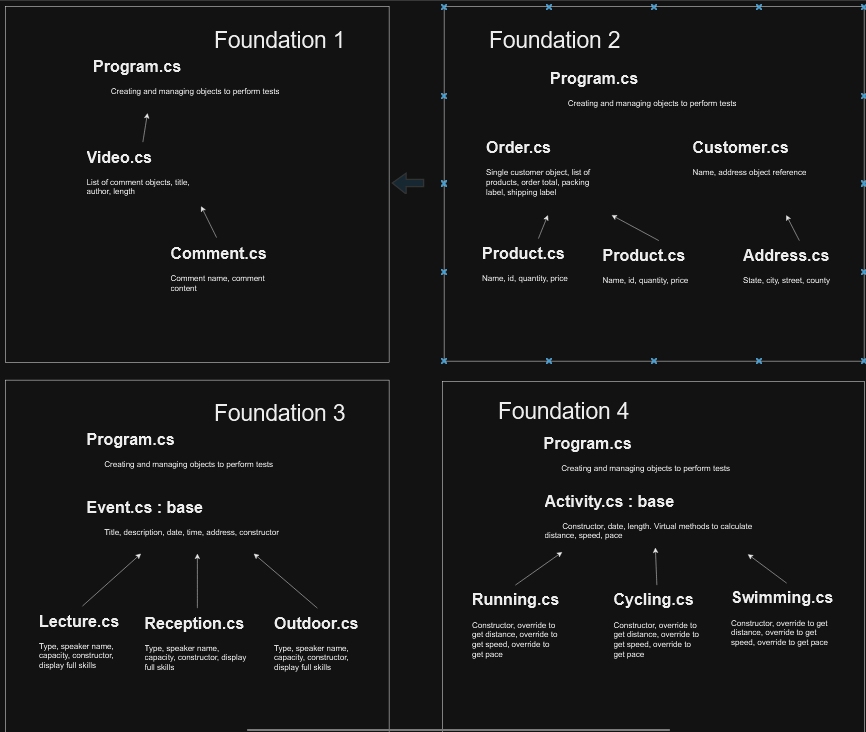 Foundation 1
Program.cs
Creating and managing objects to perform tests
Video.cs
List of comment objects, title,
author, length
Comment.cs
Comment name, comment
content
Foundation 2
Program.cs
Creating and managing objects to perform tests
Order.cs
Single customer object, list of
products, order total, packing
label, shipping label
Customer.cs
Name, address object reference
Product.cs
Name, id, quantity, price
Product.cs
Name, id, quantity, price
Address.cs
State, city, street, county
Foundation 3
Program.cs
Creating and managing objects to perform tests
Event.cs : base
Title, description, date, time, address, constructor
Lecture.cs
Type, speaker name,
capacity, constructor,
display full skills
Reception.cs
Type, speaker name,
capacity, constructor, display
full skills
Outdoor.cs
Type, speaker name,
capacity, constructor,
display full skills
Foundation 4
Program.cs
Creating and managing objects to perform tests
Activity.cs : base
Constructor, date, length. Virtual methods to calculate
distance, speed, pace
Running.cs
Constructor, override to
get distance, override to
get speed, override to
get pace
Cycling.cs
Constructor, override to
get distance, override to
get speed, override to
get pace
Swimming.cs
Constructor, override to get
distance, override to get
speed, override to get pace